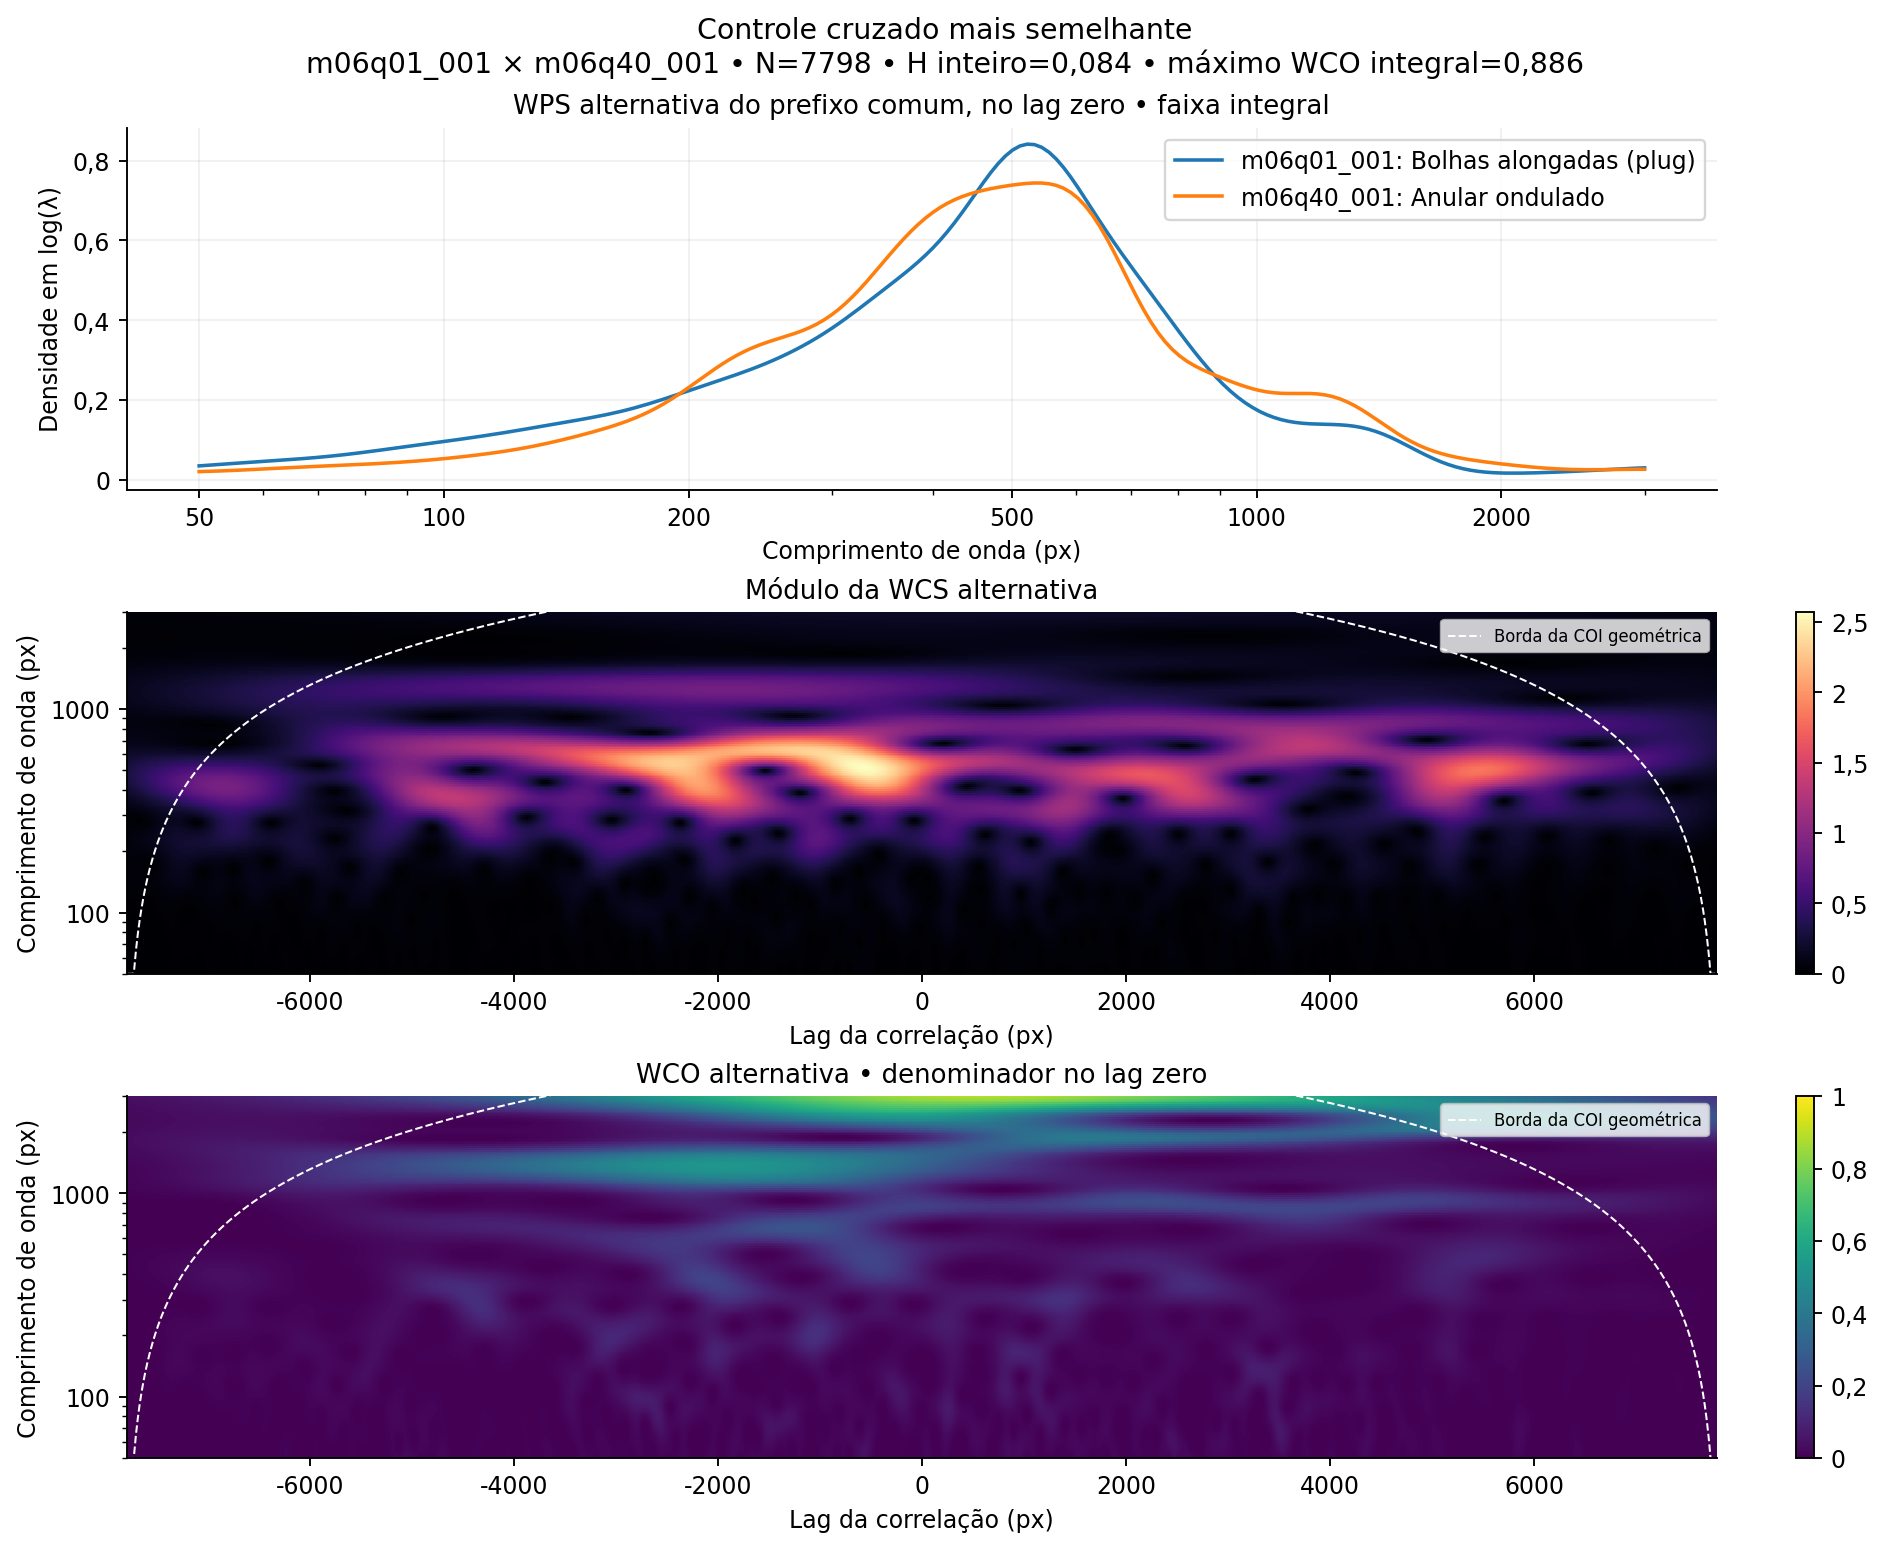 Controle cruzado mais semelhante
m06q01_001 × m06q40_001 • N=7798 • H inteiro=0,084 • máximo WCO integral=0,886
WPS alternativa do prefixo comum, no lag zero • faixa integral
Densidade em log(λ)
0,8
0,6
0,4
0,2
0
m06q01_001: Bolhas alongadas (plug)
m06q40_001: Anular ondulado
50
100
200
500
1000
2000
Comprimento de onda (px)
Módulo da WCS alternativa
Comprimento de onda (px)
1000
100
Borda da COI geométrica
2,5
2
1,5
1
0,5
0
-6000
-4000
-2000
0
2000
4000
6000
Lag da correlação (px)
WCO alternativa • denominador no lag zero
Comprimento de onda (px)
1000
100
Borda da COI geométrica
1
0,8
0,6
0,4
0,2
0
-6000
-4000
-2000
0
2000
4000
6000
Lag da correlação (px)